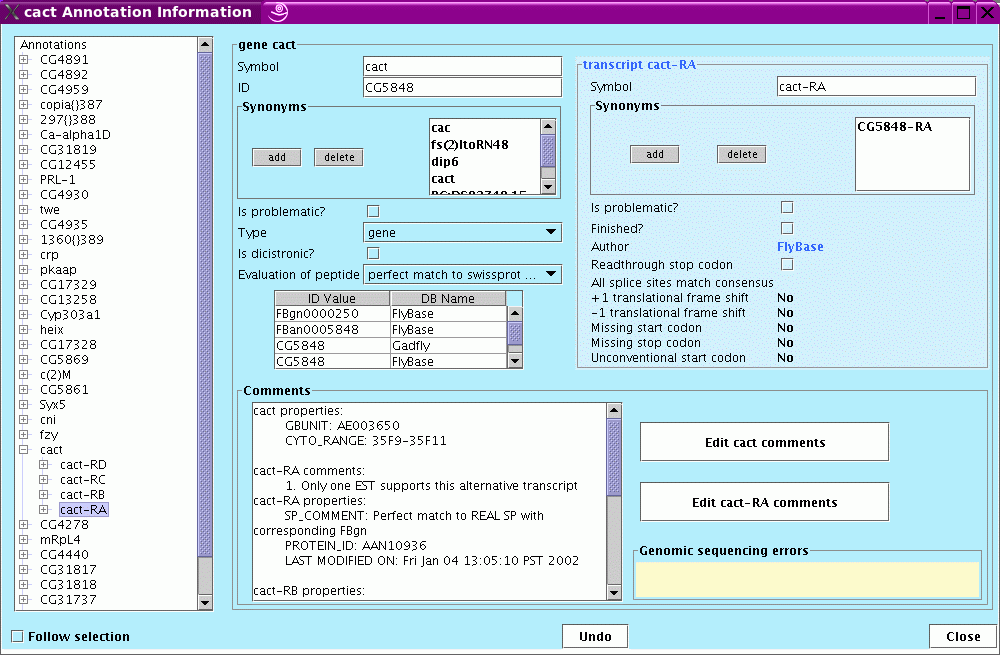 cact Annotation Information
Annotations
CG4891
CG4892
CG4959
copia{}387
297{}388
Ca-alpha1D
CG31819
CG12455
PRL-1
CG4930
twe
CG4935
1360{}389
crp
pkaap
CG17329
CG13258
Cyp303a1
heix
CG17328
CG5869
c(2)M
CG5861
Syx5
cni
fzy
cact
cact-RD
cact-RC
cact-RB
cact-RA
CG4278
mRpL4
CG4440
CG31817
CG31818
CG31737
Follow selection
gene cact
Symbol cact
ID CG5848
Synonyms
add delete
cac
fs(2)ltoRN48
dip6
cact
Is problematic?
Type gene
Is dicistronic?
Evaluation of peptide perfect match to swissprot ...
ID Value DB Name
FBgn0000250 FlyBase
FBan0005848 FlyBase
CG5848 Gadfly
CG5848 FlyBase
transcript cact-RA
Symbol cact-RA
Synonyms
add delete
CG5848-RA
Is problematic?
Finished?
Author FlyBase
Readthrough stop codon
All splice sites match consensus
+1 translational frame shift No
-1 translational frame shift No
Missing start codon No
Missing stop codon No
Unconventional start codon No
Comments
cact properties:
GBUNIT: AE003650
CYTO_RANGE: 35F9-35F11
cact-RA comments:
1. Only one EST supports this alternative transcript
cact-RA properties:
SP_COMMENT: Perfect match to REAL SP with
corresponding FBgn
PROTEIN_ID: AAN10936
LAST MODIFIED ON: Fri Jan 04 13:05:10 PST 2002
cact-RB properties:
Edit cact comments
Edit cact-RA comments
Genomic sequencing errors
Undo
Close